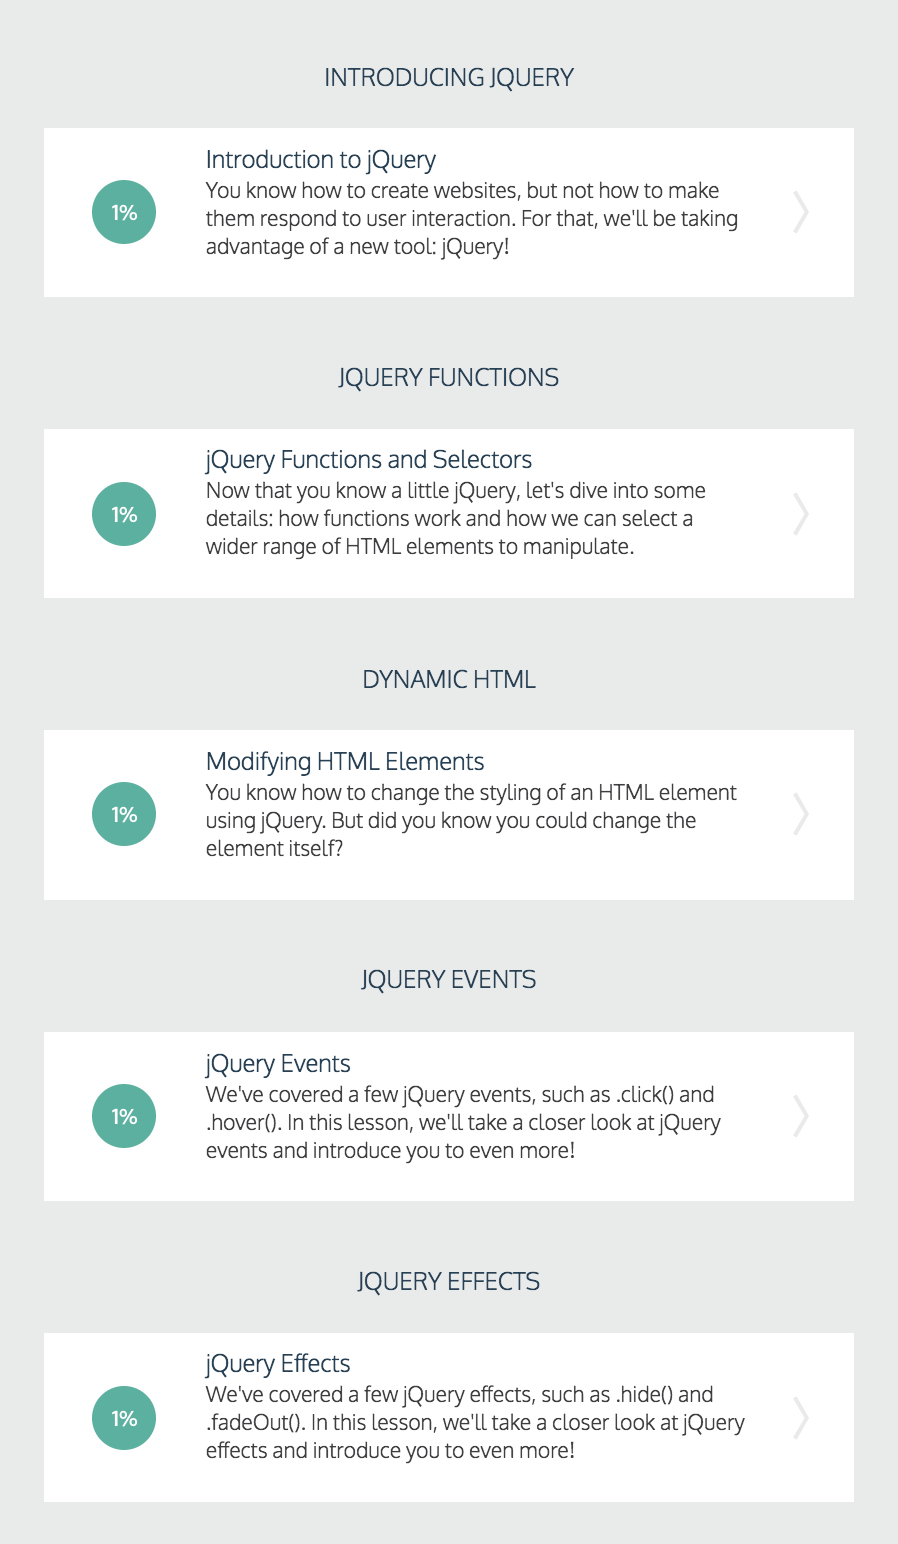 INTRODUCING JQUERY
Introduction to jQuery
You know how to create websites, but not how to make
them respond to user interaction. For that, we'll be taking
advantage of a new tool: jQuery!
1%
JQUERY FUNCTIONS
jQuery Functions and Selectors
Now that you know a little jQuery, let's dive into some
details: how functions work and how we can select a
wider range of HTML elements to manipulate.
1%
DYNAMIC HTML
Modifying HTML Elements
You know how to change the styling of an HTML element
using jQuery. But did you know you could change the
element itself?
1%
JQUERY EVENTS
jQuery Events
We've covered a few jQuery events, such as .click() and
.hover(). In this lesson, we'll take a closer look at jQuery
events and introduce you to even more!
1%
JQUERY EFFECTS
jQuery Effects
We've covered a few jQuery effects, such as .hide() and
.fadeOut(). In this lesson, we'll take a closer look at jQuery
effects and introduce you to even more!
1%